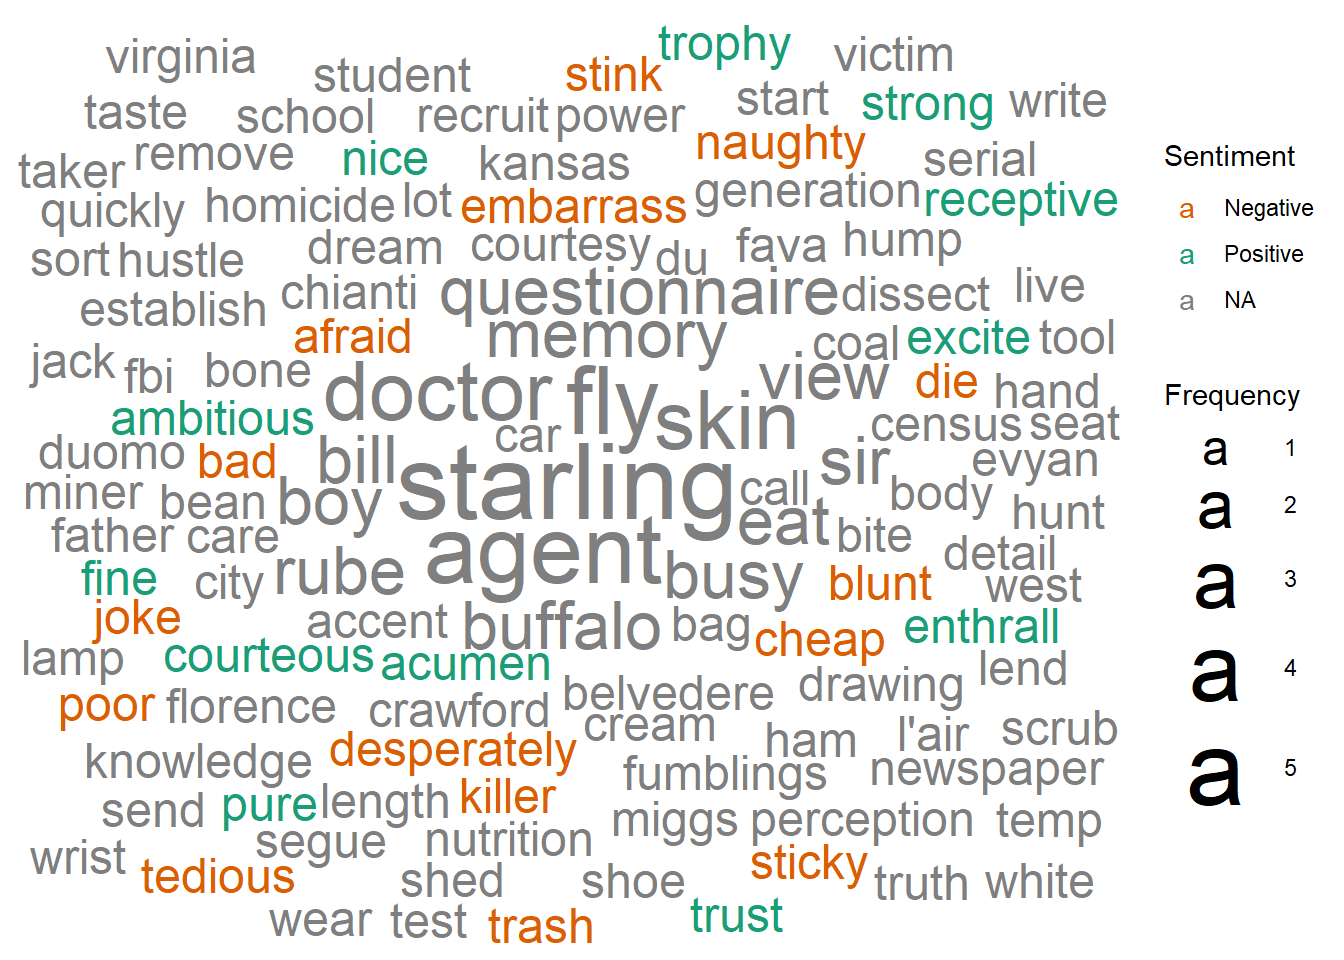 trophy
virginia
victim
student
stink
start
strong
write
taste
school
recruit
power
naughty
remove
nice
kansas
serial
taker
generation
receptive
quickly
homicide
lot
embarrass
sort
hustle
dream
courtesy
du
fava
hump
establish
chianti
questionnaire
dissect
live
afraid
memory
coal
excite
tool
jack
fbi
bone
doctor
fly
skin
view
die
hand
ambitious
car
census
seat
duomo
bad
bill
starling
sir
evyan
miner
bean
boy
call
body
hunt
father
care
agent
eat
bite
detail
fine
city
rube
busy
blunt
west
joke
accent
buffalo
bag
cheap
enthrall
lamp
courteous
acumen
lend
poor
florence
crawford
belvedere
drawing
cream
ham
l'air
scrub
knowledge
desperately
fumblings
newspaper
send
pure
length
killer
miggs
perception
temp
wrist
segue
nutrition
sticky
tedious
shed
shoe
truth
white
wear
test
trash
trust
Sentiment
a Negative
a Positive
a NA
Frequency
a 1
a 2
a 3
a 4
a 5